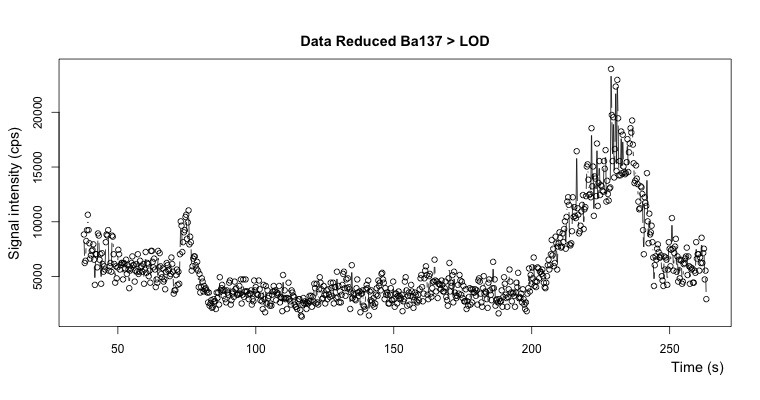 Data Reduced Ba137 > LOD
Signal intensity (cps)
20000
15000
10000
5000
50 100 150 200 250
Time (s)